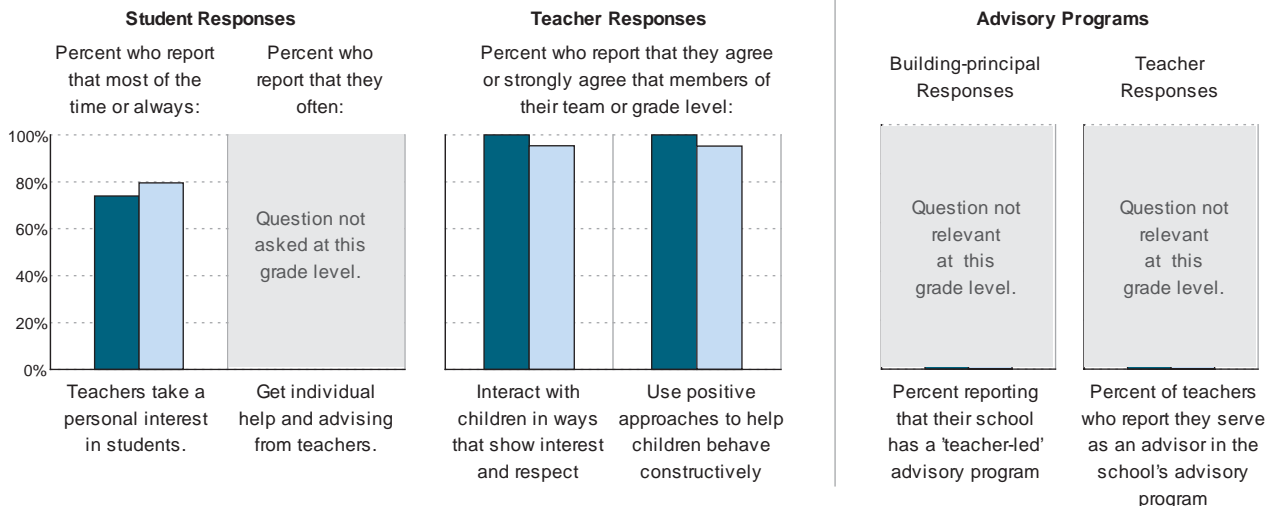 Student Responses
Percent who report
that most of the
time or always:
Percent who
report that they
often:
100%
80%
60%
40%
20%
0%
Question not
asked at this
grade level.
Teachers take a
personal interest
in students.
Get individual
help and advising
from teachers.
Teacher Responses
Percent who report that they agree
or strongly agree that members of
their team or grade level:
Interact with
children in ways
that show interest
and respect
Use positive
approaches to help
children behave
constructively
Advisory Programs
Building-principal
Responses
Question not
relevant
at this
grade level.
Percent reporting
that their school
has a 'teacher-led’
advisory program
Teacher
Responses
Question not
relevant
at this
grade level.
Percent of teachers
who report they serve
as an advisor in the
school’s advisory
program